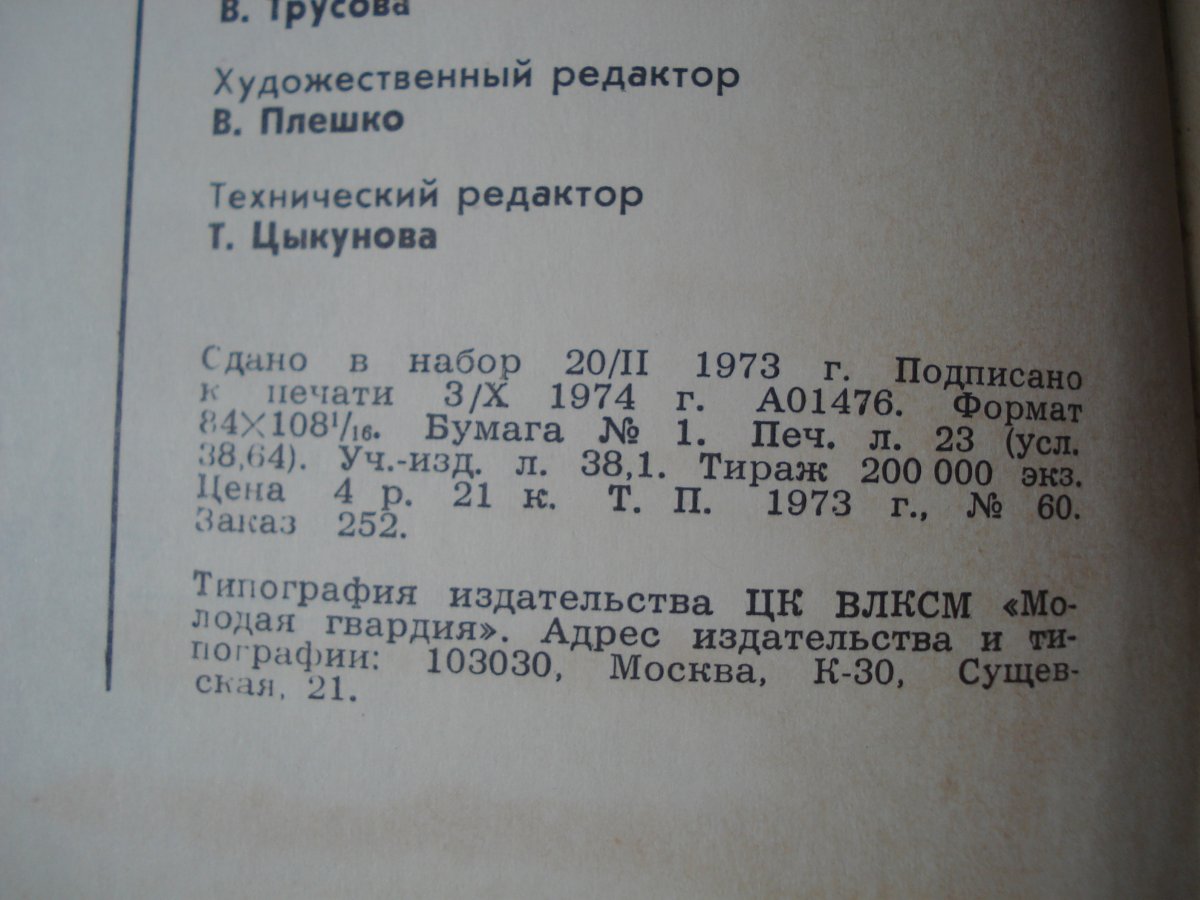 В. Трусова
Художественный редактор
В. Плешко
Технический редактор
Т. Цыкунова
Сдано в набор 20/II 1973 г. Подписано
к печати 3/X 1974 г. А01476. Формат
84×108¹/₁₆. Бумага № 1. Печ. л. 23 (усл.
38,64). Уч.-изд. л. 38,1. Тираж 200 000 экз.
Цена 4 р. 21 к. Т. П. 1973 г., № 60.
Заказ 252.
Типография издательства ЦК ВЛКСМ «Мо-
лодая гвардия». Адрес издательства и ти-
пографии: 103030, Москва, К-30, Сущев-
ская, 21.